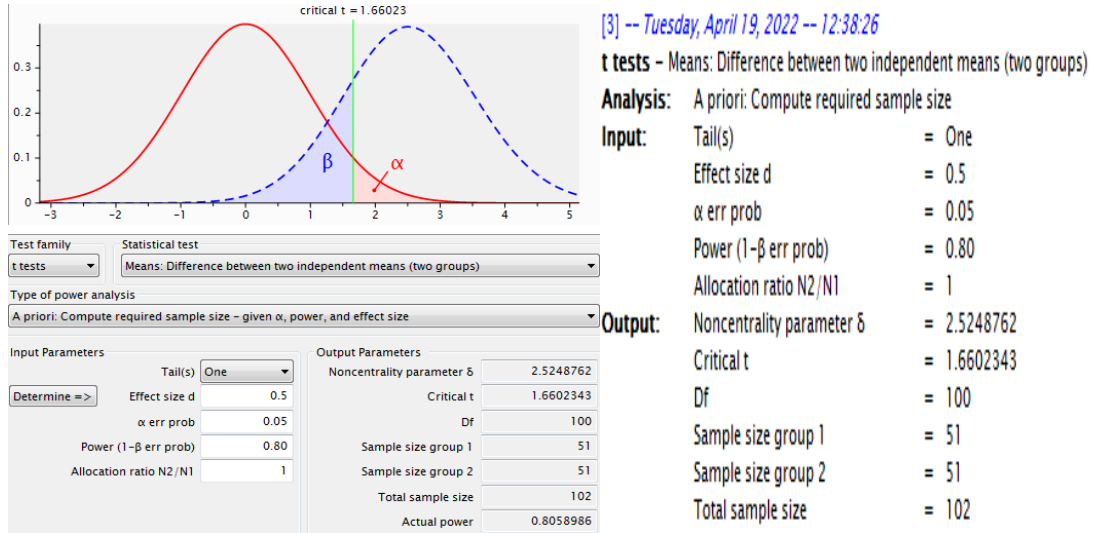 critical t = 1.66023
0.3
0.2
β
α
0.1
0
-3 -2 -1 0 1 2 3 4 5
Test family
Statistical test
t tests
Means: Difference between two independent means (two groups)
Type of power analysis
A priori: Compute required sample size – given α, power, and effect size
Input Parameters
Output Parameters
Tail(s) One
Noncentrality parameter δ 2.5248762
Determine => Effect size d 0.5
Critical t 1.6602343
α err prob 0.05
Df 100
Power (1-β err prob) 0.80
Sample size group 1 51
Allocation ratio N2/N1 1
Sample size group 2 51
Total sample size 102
Actual power 0.8058986
[3] -- Tuesday, April 19, 2022 -- 12:38:26
t tests – Means: Difference between two independent means (two groups)
Analysis: A priori: Compute required sample size
Input: Tail(s) = One
Effect size d = 0.5
α err prob = 0.05
Power (1-β err prob) = 0.80
Allocation ratio N2/N1 = 1
Output: Noncentrality parameter δ = 2.5248762
Critical t = 1.6602343
Df = 100
Sample size group 1 = 51
Sample size group 2 = 51
Total sample size = 102